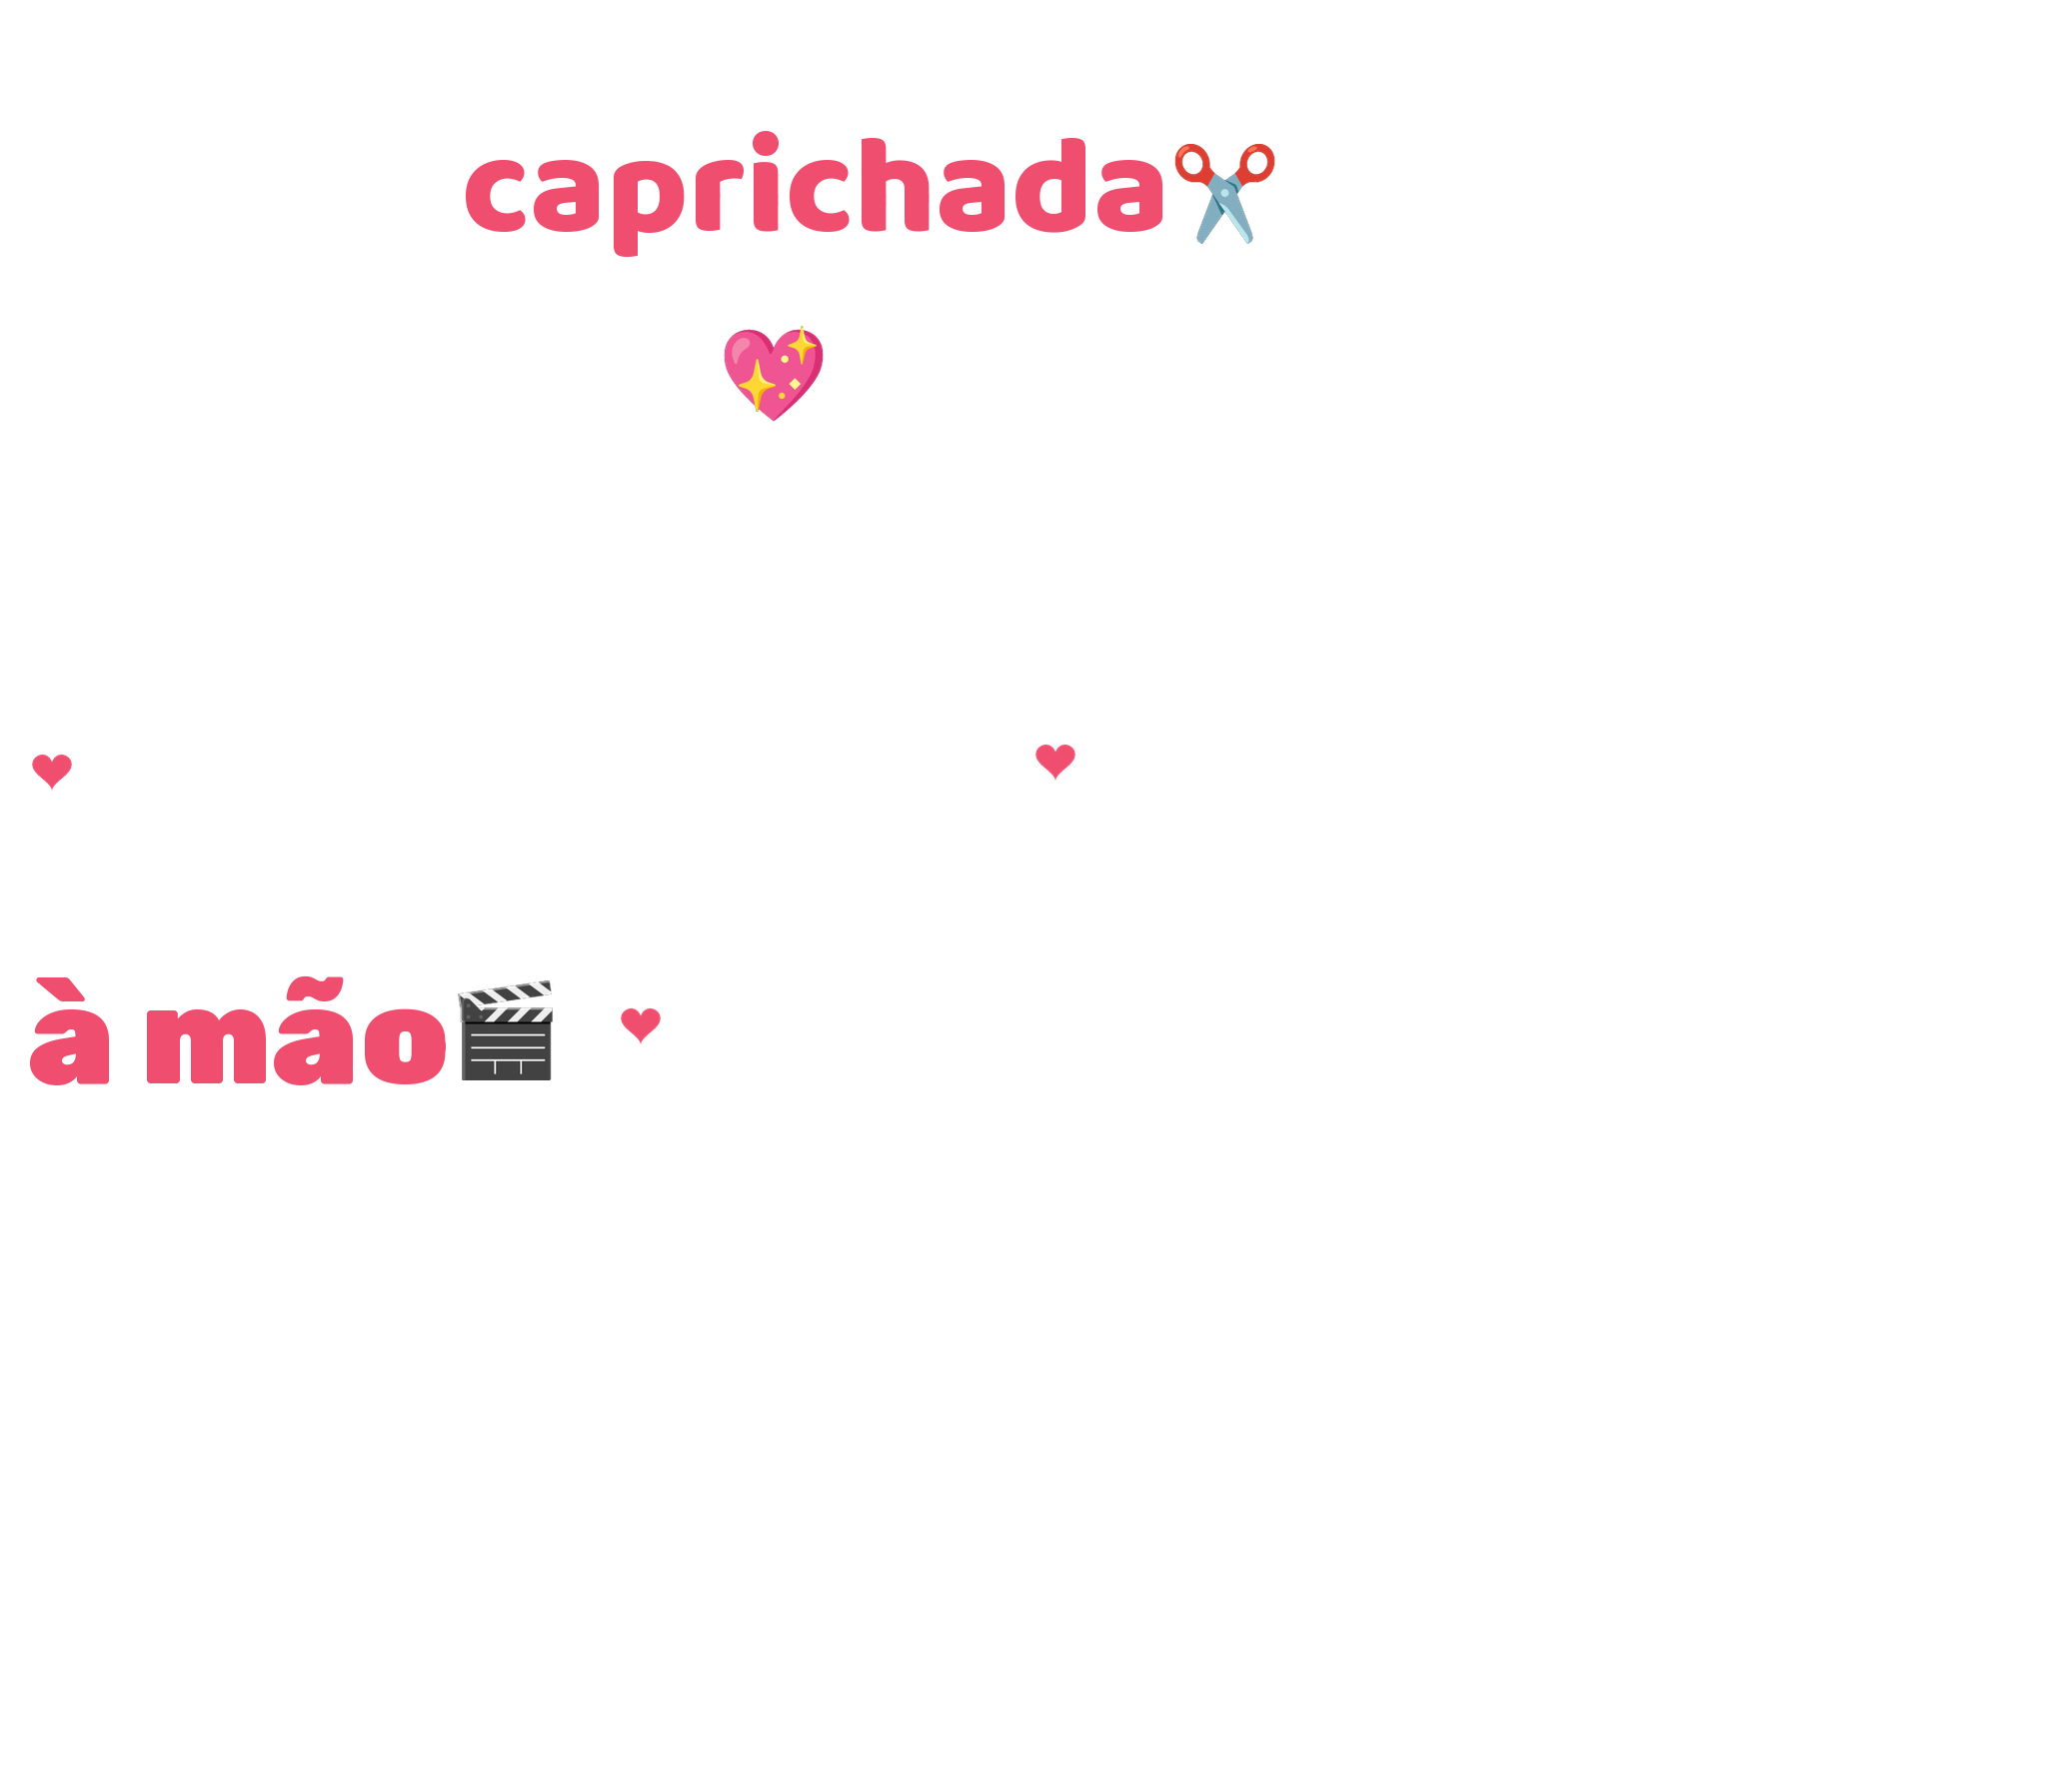 caprichada✂️
💖
♥ ♥
à mão🎬 ♥